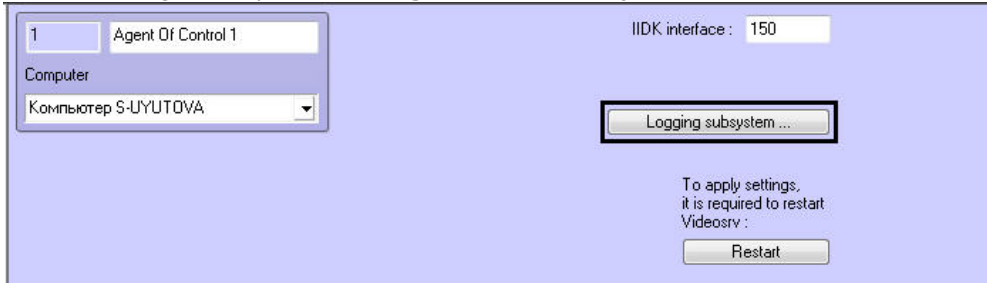 1 Agent Of Control 1
IIDK interface : 150
Computer
Компьютер S-UYUTOVA
Logging subsystem ...
To apply settings,
it is required to restart
Videosrv :
Restart